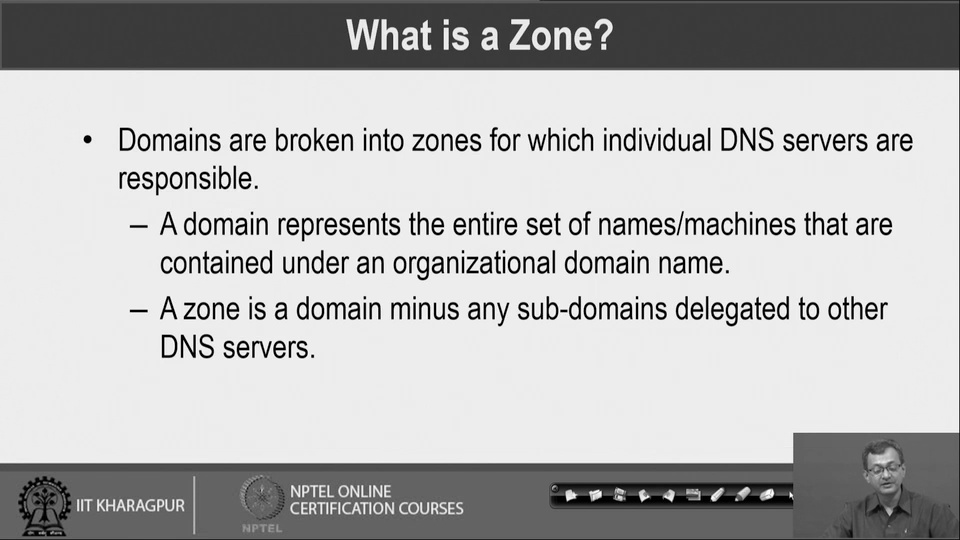 What is a Zone?
• Domains are broken into zones for which individual DNS servers are
responsible.
– A domain represents the entire set of names/machines that are
contained under an organizational domain name.
– A zone is a domain minus any sub-domains delegated to other
DNS servers.
IIT KHARAGPUR
NPTEL ONLINE
CERTIFICATION COURSES
NPTEL